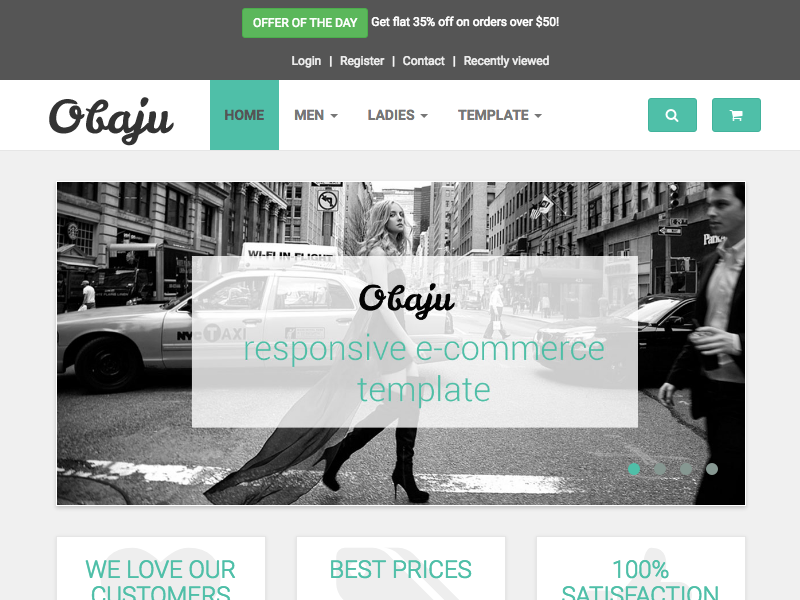 OFFER OF THE DAY Get flat 35% off on orders over $50!
Login | Register | Contact | Recently viewed
Obaju HOME MEN LADIES TEMPLATE
WI-FI IN-FLIGHT
NYC TAXI
Obaju
responsive e-commerce
template
WE LOVE OUR
CUSTOMERS
BEST PRICES
100%
SATISFACTION